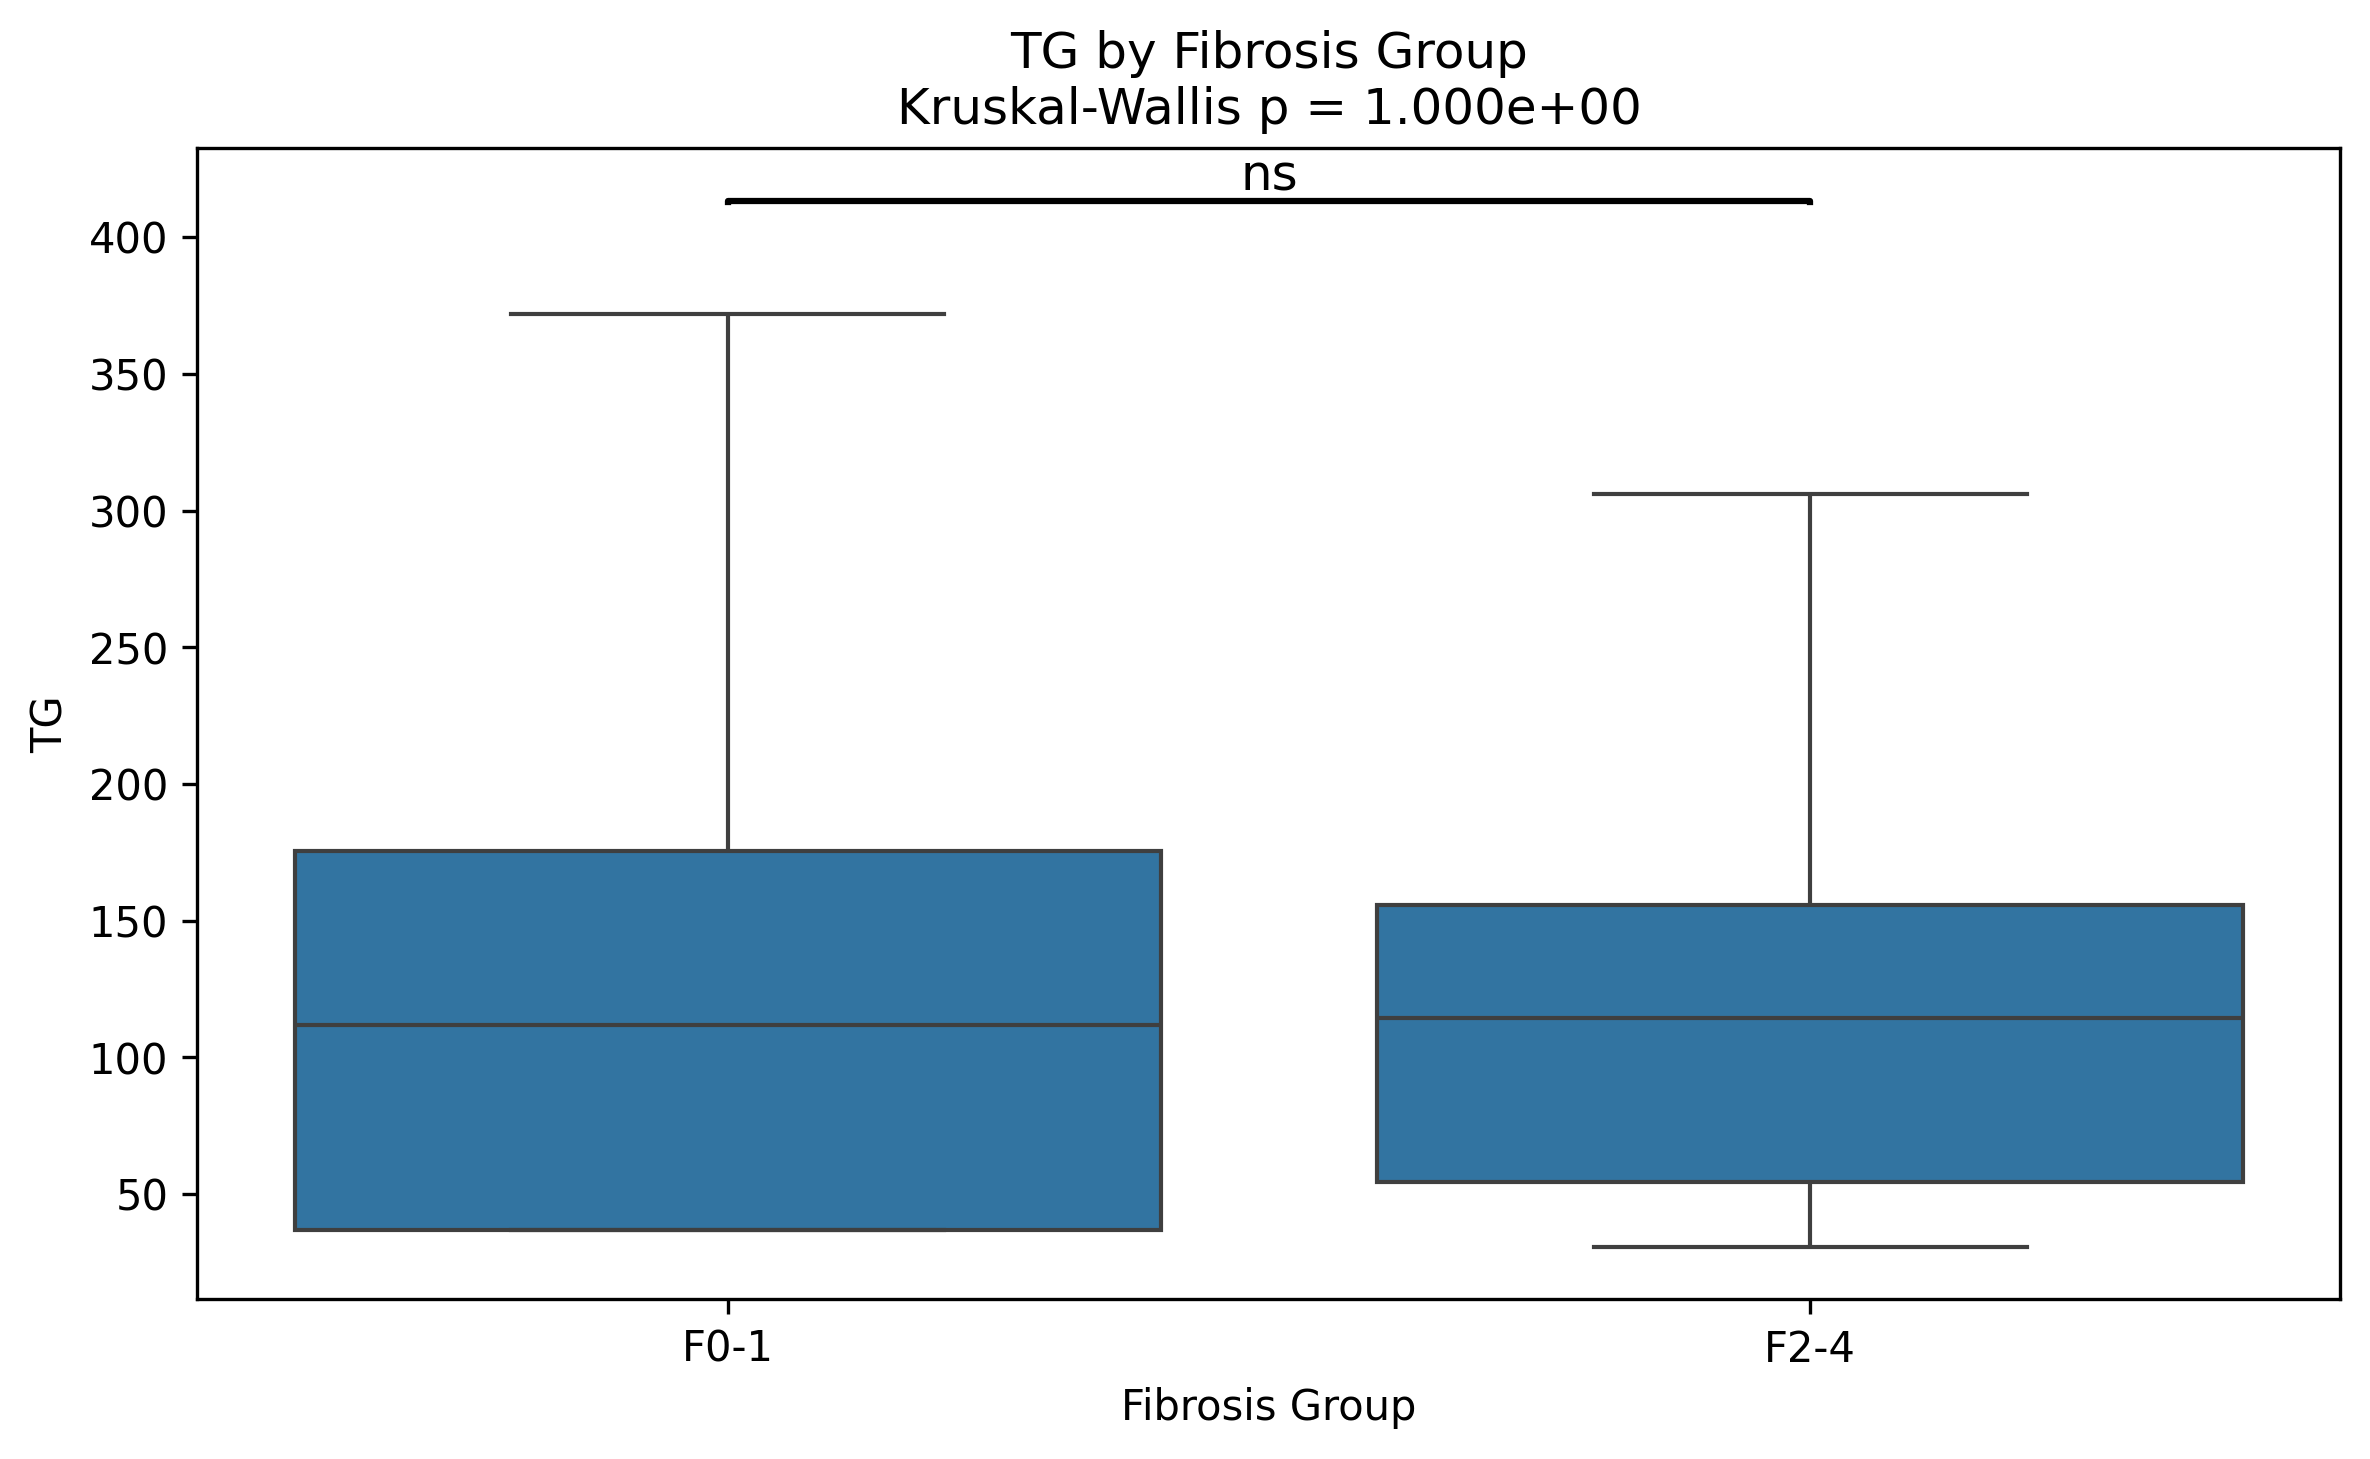 TG by Fibrosis Group
Kruskal-Wallis p = 1.000e+00
ns
400
350
300
250
200
150
100
50
TG
F0-1
F2-4
Fibrosis Group